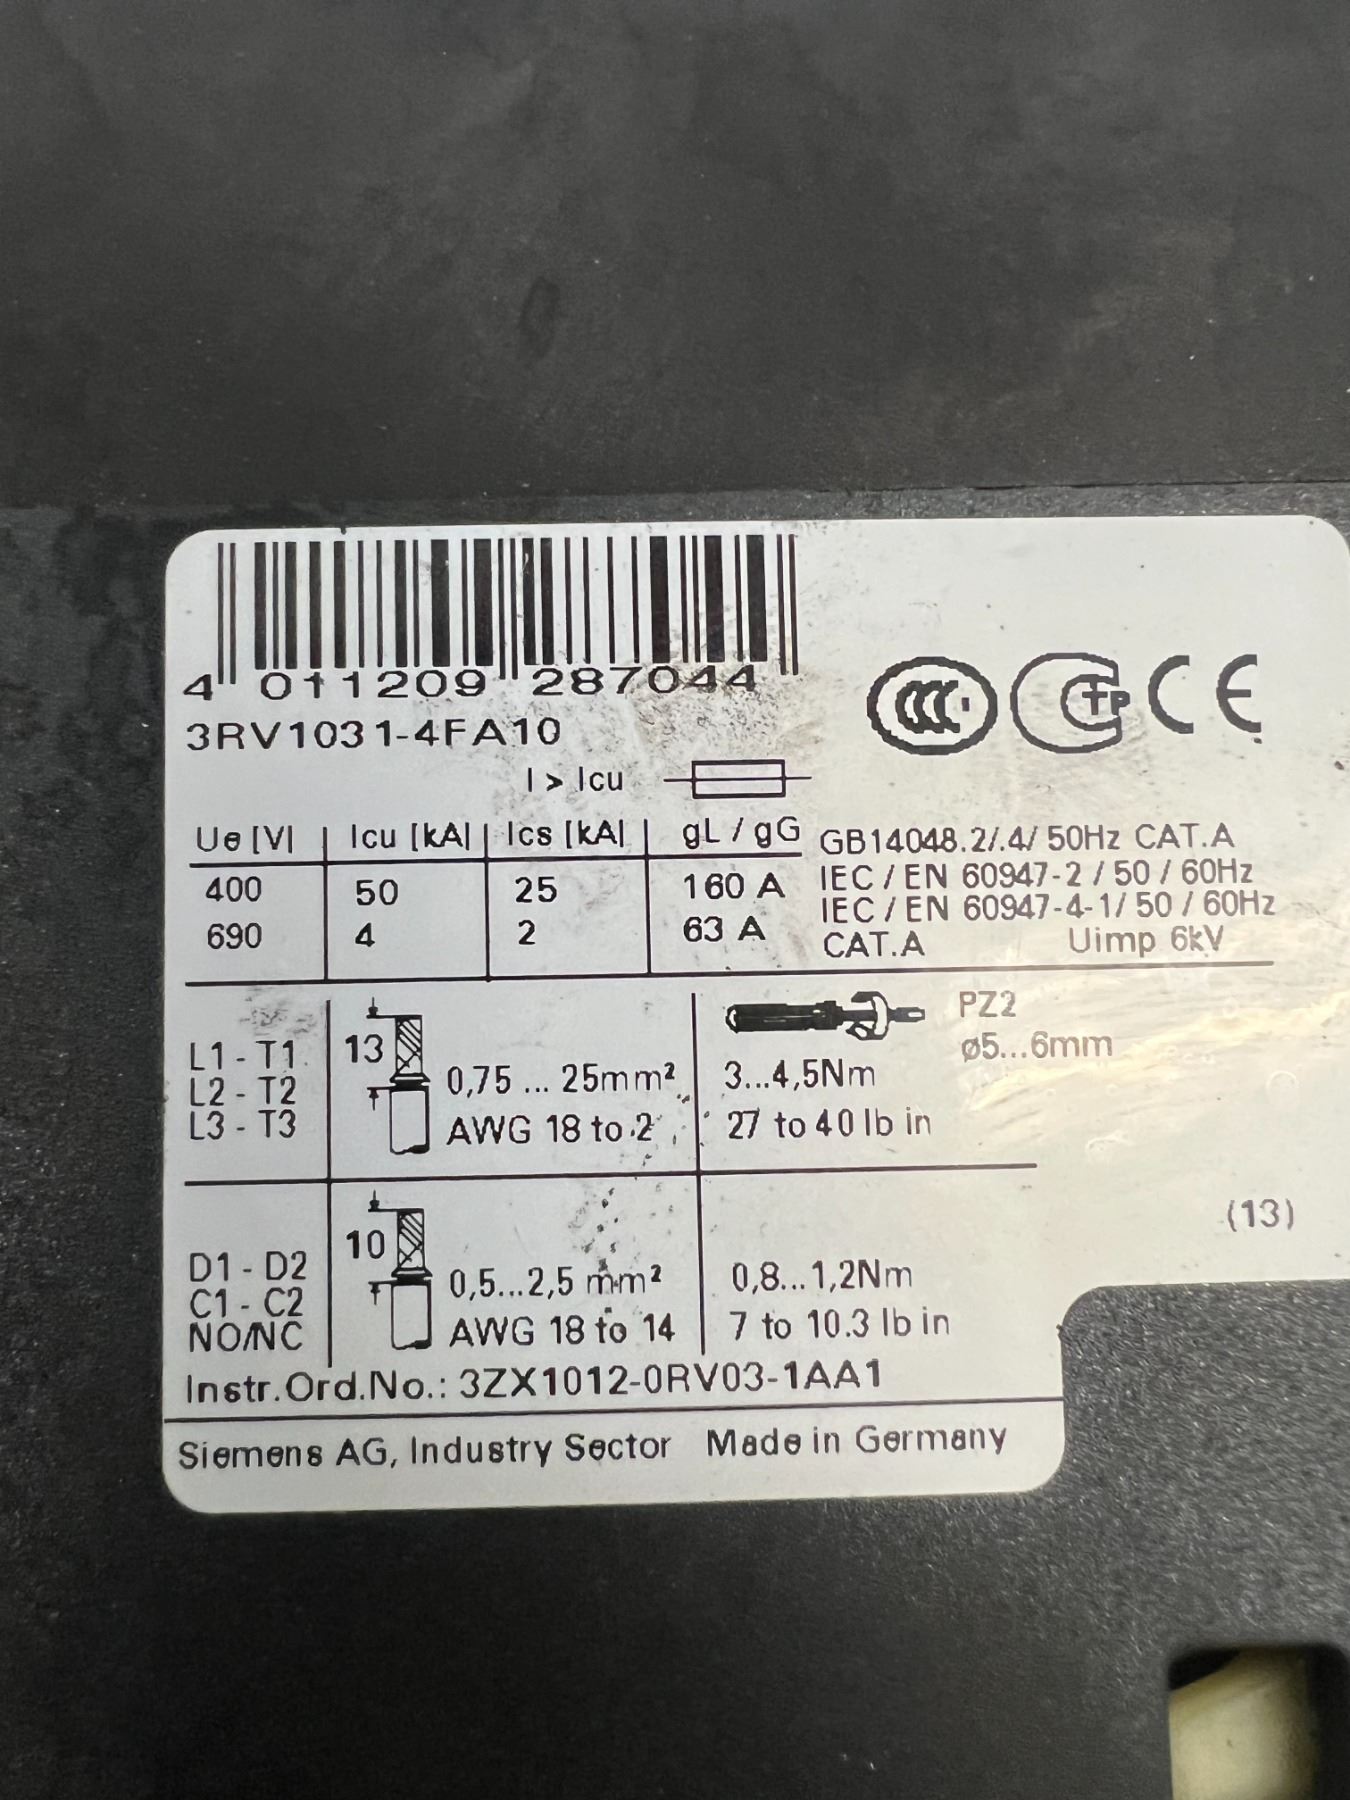 4 011209 287044
3RV1031-4FA10
CCC CE
I > Icu
Ue [V] Icu [kA] Ics [kA] gL / gG
400 50 25 160 A
690 4 2 63 A
GB14048.2/.4/ 50Hz CAT.A
IEC / EN 60947-2 / 50 / 60Hz
IEC / EN 60947-4-1/ 50 / 60Hz
CAT.A Uimp 6kV
L1 - T1
L2 - T2
L3 - T3
13
0,75 ... 25mm²
AWG 18 to 2
PZ2
ø5...6mm
3...4,5Nm
27 to 40 lb in
D1 - D2
C1 - C2
NO/NC
10
0,5...2,5 mm²
AWG 18 to 14
0,8...1,2Nm
7 to 10.3 lb in
(13)
Instr.Ord.No.: 3ZX1012-0RV03-1AA1
Siemens AG, Industry Sector Made in Germany